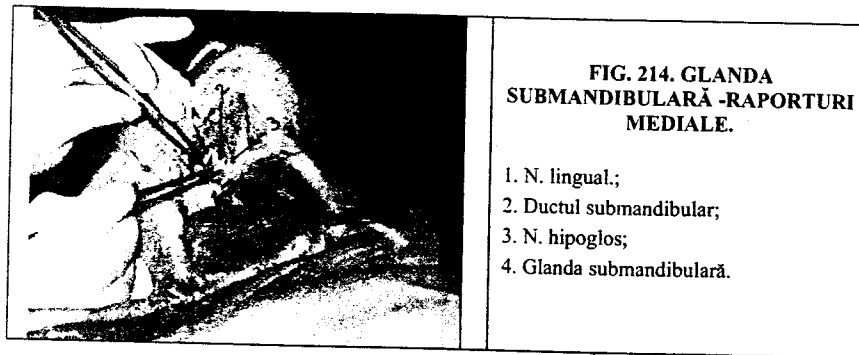 FIG. 214. GLANDA
SUBMANDIBULARĂ -RAPORTURI
MEDIALE.
1. N. lingual.;
2. Ductul submandibular;
3. N. hipoglos;
4. Glanda submandibulară.